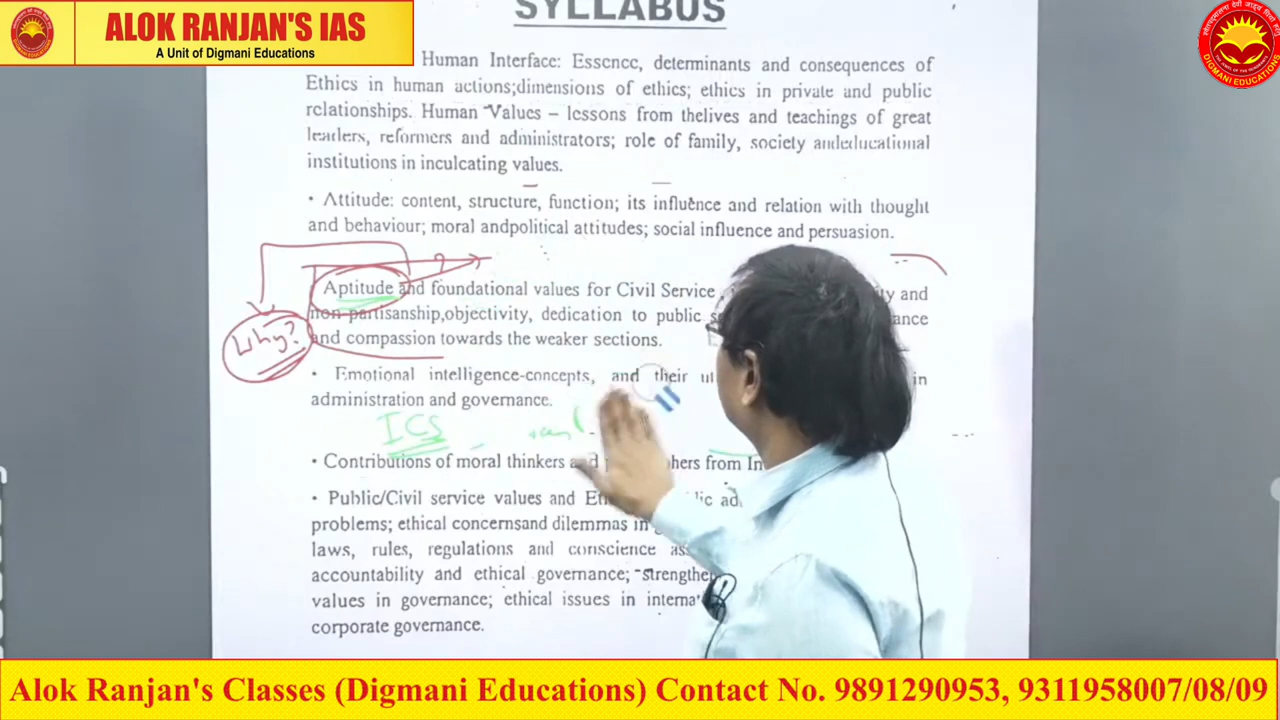 SYLLABUS
ALOK RANJAN'S IAS
A Unit of Digmani Educations
DIGMANI EDUCATIONS
Human Interface: Essence, determinants and consequences of
Ethics in human actions;dimensions of ethics; ethics in private and public
relationships. Human Values – lessons from thelives and teachings of great
leaders, reformers and administrators; role of family, society andeducational
institutions in inculcating values.
• Attitude: content, structure, function; its influence and relation with thought
and behaviour; moral andpolitical attitudes; social influence and persuasion.
Aptitude and foundational values for Civil Service , and
non-partisanship,objectivity, dedication to public
and compassion towards the weaker sections.
Why?
• Emotional intelligence-concepts, and their in
administration and governance.
ICS
• Contributions of moral thinkers and from
• Public/Civil service values and
problems; ethical concernsand dilemmas in
laws, rules, regulations and conscience
accountability and ethical governance;
values in governance; ethical issues in
corporate governance.
Alok Ranjan's Classes (Digmani Educations) Contact No. 9891290953, 9311958007/08/09